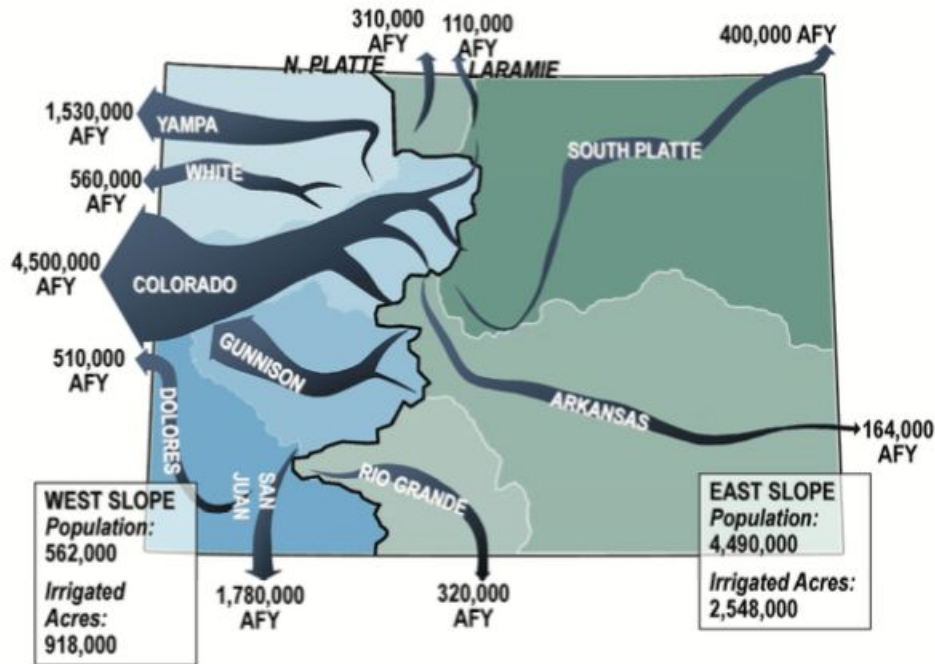 310,000
AFY
110,000
AFY
400,000 AFY
N. PLATTE
LARAMIE
1,530,000
AFY
YAMPA
SOUTH PLATTE
560,000
AFY
WHITE
4,500,000
AFY
COLORADO
510,000
AFY
GUNNISON
DOLORES
ARKANSAS
164,000
AFY
SAN
JUAN
RIO GRANDE
WEST SLOPE
Population:
562,000
Irrigated
Acres:
918,000
EAST SLOPE
Population:
4,490,000
Irrigated Acres:
2,548,000
1,780,000
AFY
320,000
AFY